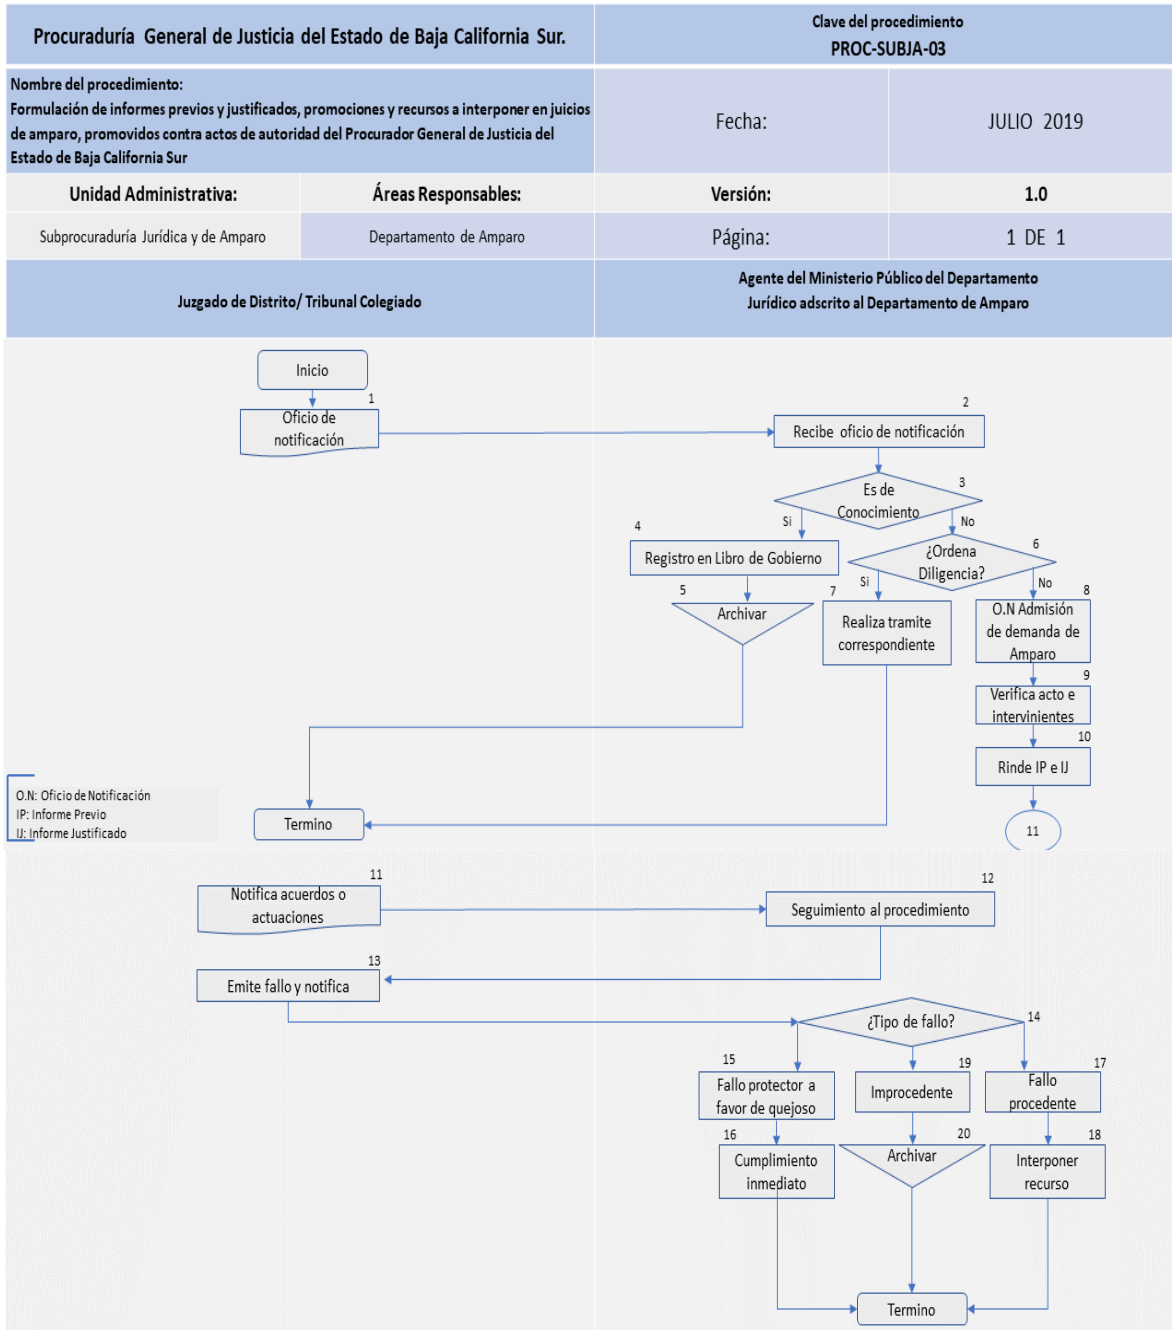 Procuraduría General de Justicia del Estado de Baja California Sur.
Clave del procedimiento
PROC-SUBJA-03
Nombre del procedimiento:
Formulación de informes previos y justificados, promociones y recursos a interponer en juicios
de amparo, promovidos contra actos de autoridad del Procurador General de Justicia del
Estado de Baja California Sur
Fecha:
JULIO 2019
Unidad Administrativa:
Áreas Responsables:
Versión:
1.0
Subprocuraduría Jurídica y de Amparo
Departamento de Amparo
Página:
1 DE 1
Juzgado de Distrito/ Tribunal Colegiado
Agente del Ministerio Público del Departamento
Jurídico adscrito al Departamento de Amparo
Inicio
1
Oficio de
notificación
2
Recibe oficio de notificación
3
Es de
Conocimiento
Si
No
4
Registro en Libro de Gobierno
5
Archivar
6
¿Ordena
Diligencia?
Si
No
7
Realiza tramite
correspondiente
8
O.N Admisión
de demanda de
Amparo
9
Verifica acto e
intervinientes
10
Rinde IP e IJ
11
O.N: Oficio de Notificación
IP: Informe Previo
IJ: Informe Justificado
Termino
11
Notifica acuerdos o
actuaciones
12
Seguimiento al procedimiento
13
Emite fallo y notifica
¿Tipo de fallo?
14
15
Fallo protector a
favor de quejoso
19
Improcedente
17
Fallo
procedente
16
Cumplimiento
inmediato
20
Archivar
18
Interponer
recurso
Termino